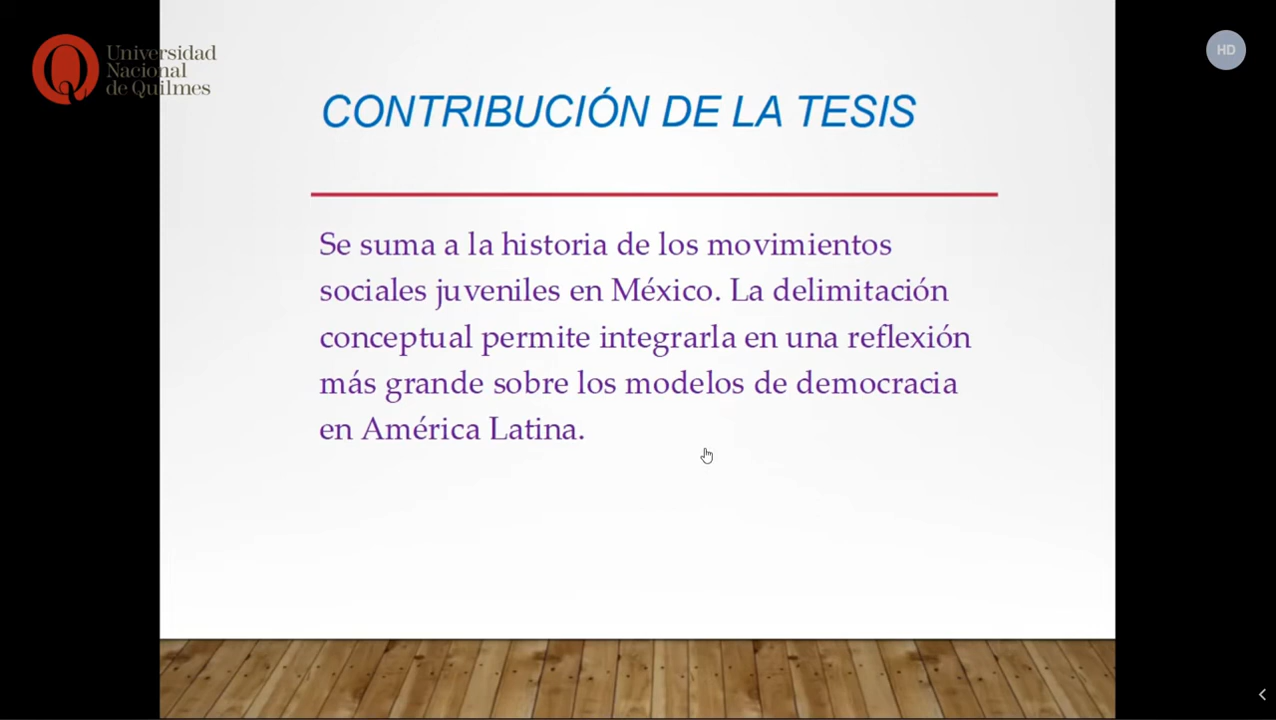 Universidad
Nacional
de Quilmes
HD
CONTRIBUCIÓN DE LA TESIS
Se suma a la historia de los movimientos
sociales juveniles en México. La delimitación
conceptual permite integrarla en una reflexión
más grande sobre los modelos de democracia
en América Latina.